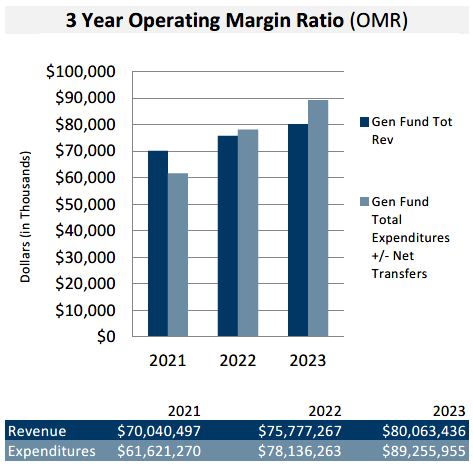 3 Year Operating Margin Ratio (OMR)
$100,000
$90,000
$80,000
$70,000
$60,000
$50,000
$40,000
$30,000
$20,000
$10,000
$0
Dollars (in Thousands)
2021 2022 2023
Gen Fund Tot
Rev
Gen Fund
Total
Expenditures
+/- Net
Transfers
2021 2022 2023
Revenue $70,040,497 $75,777,267 $80,063,436
Expenditures $61,621,270 $78,136,263 $89,255,955